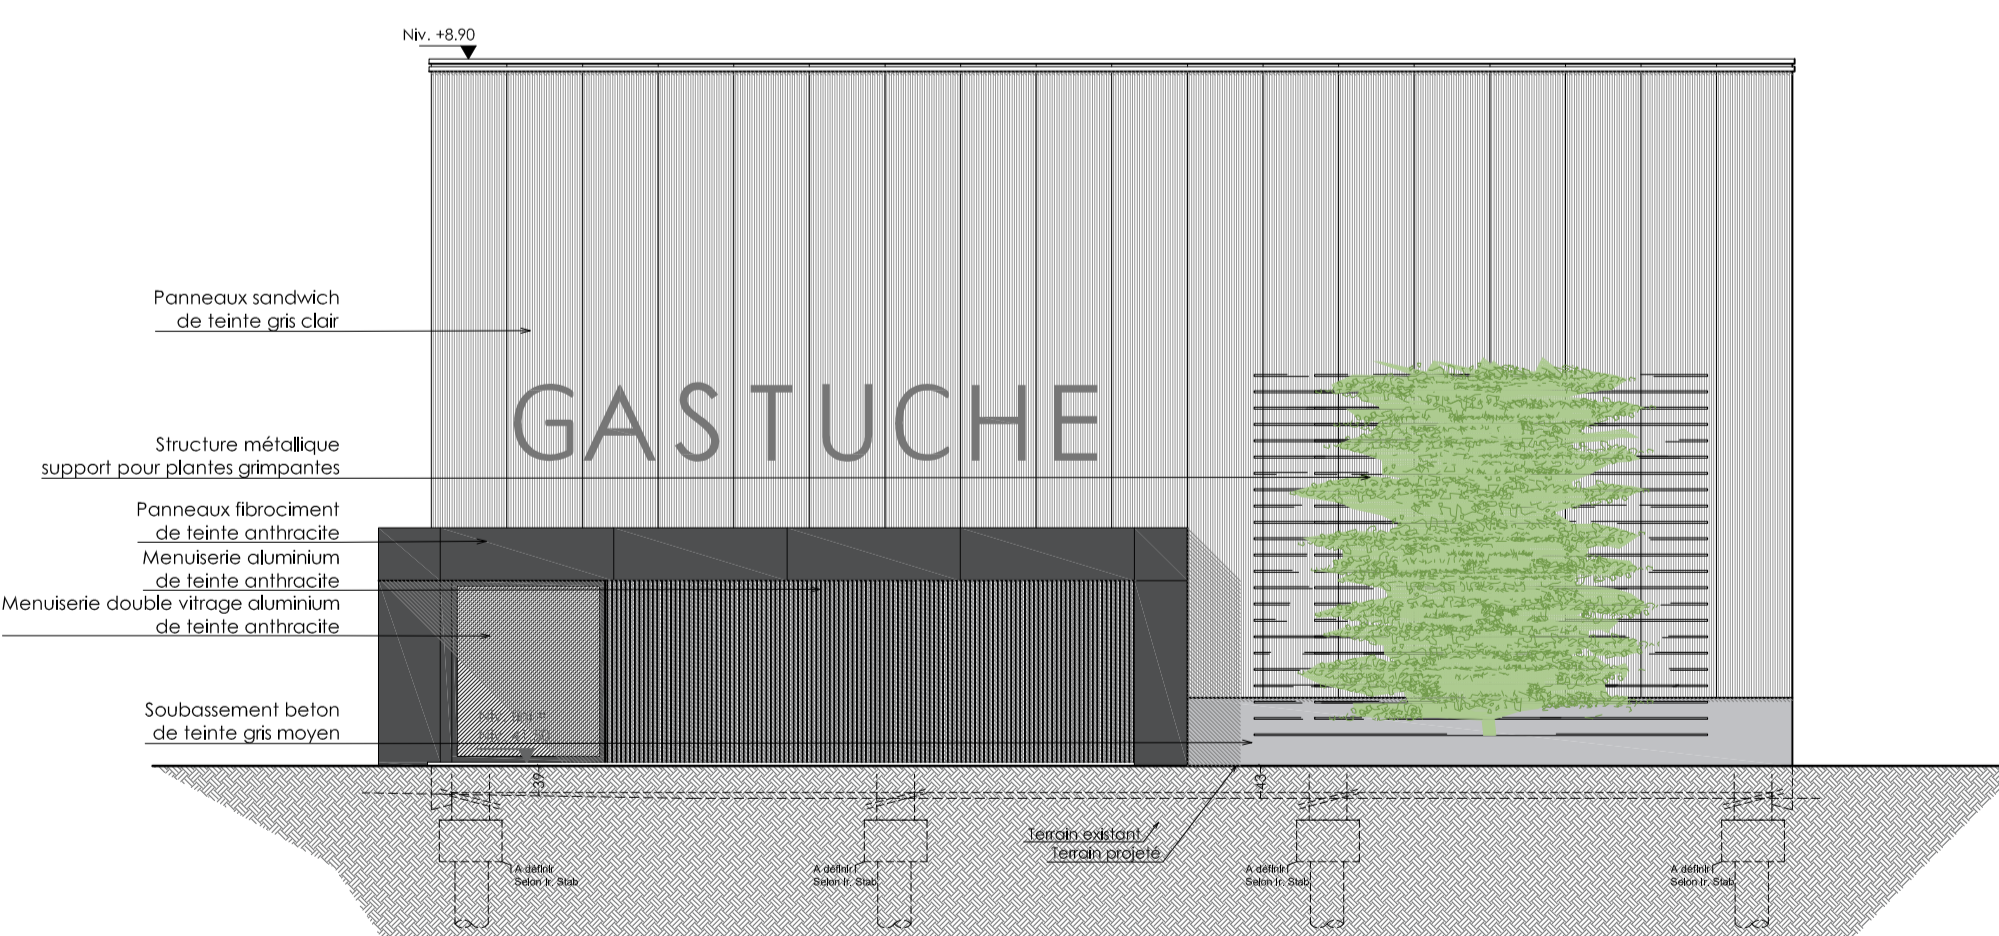 Niv. +8.90
Panneaux sandwich
de teinte gris clair
GASTUCHE
Structure métallique
support pour plantes grimpantes
Panneaux fibrociment
de teinte anthracite
Menuiserie aluminium
de teinte anthracite
Menuiserie double vitrage aluminium
de teinte anthracite
Soubassement beton
de teinte gris moyen
39
43
Terrain existant
Terrain projeté
A définir
Selon Ir. Stab
A définir
Selon Ir. Stab
A définir
Selon Ir. Stab
A définir
Selon Ir. Stab